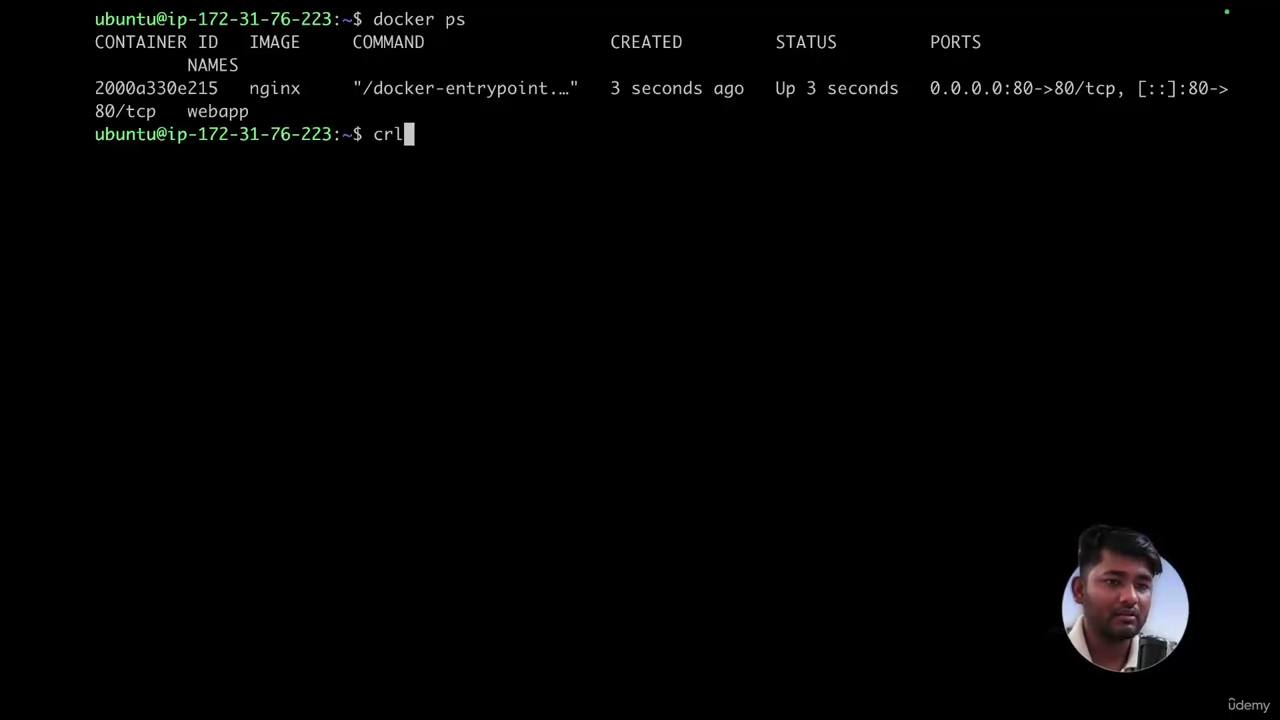 ubuntu@ip-172-31-76-223:~$ docker ps
CONTAINER ID   IMAGE     COMMAND                  CREATED         STATUS         PORTS
         NAMES
2000a330e215   nginx     "/docker-entrypoint.…"   3 seconds ago   Up 3 seconds   0.0.0.0:80->80/tcp, [::]:80->
80/tcp   webapp
ubuntu@ip-172-31-76-223:~$ crl
ûdemy